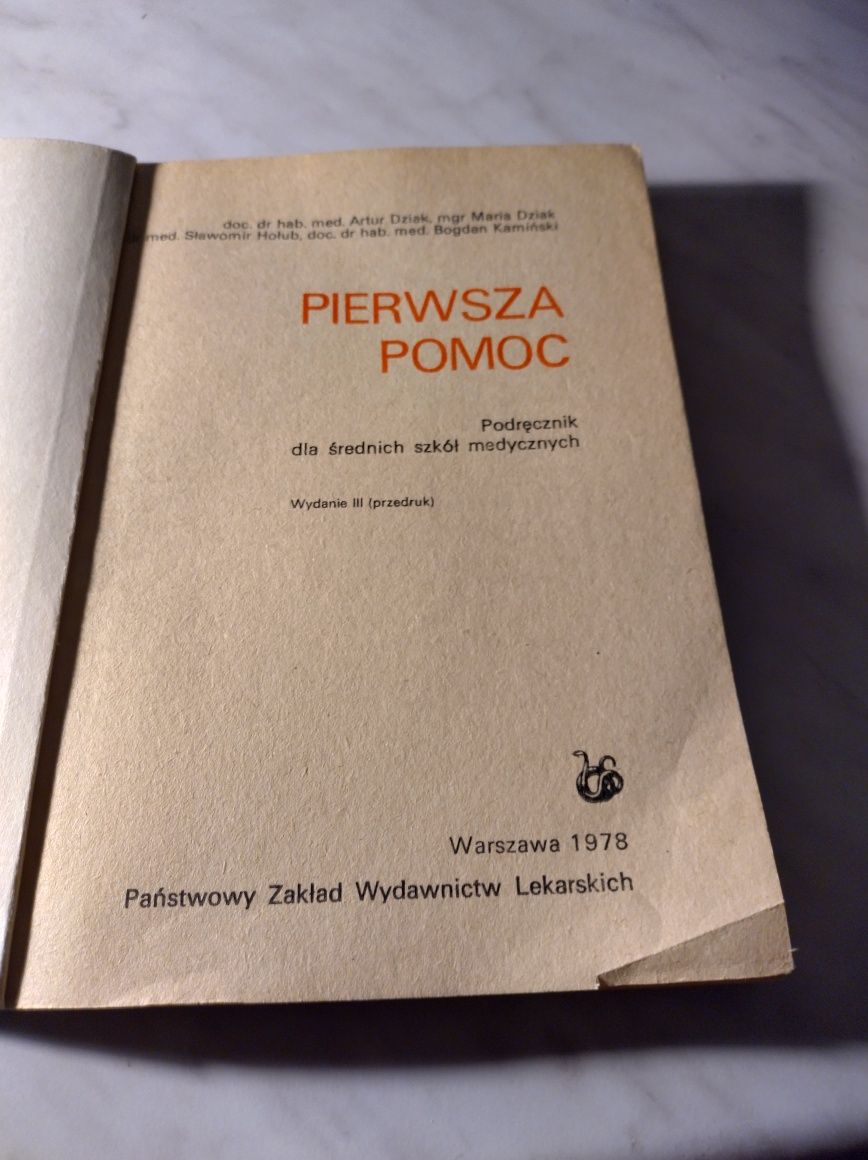 doc. dr hab. med. Artur Dziak, mgr Maria Dziak
med. Sławomir Hołub, doc. dr hab. med. Bogdan Kamiński
PIERWSZA
POMOC
Podręcznik
dla średnich szkół medycznych
Wydanie III (przedruk)
Warszawa 1978
Państwowy Zakład Wydawnictw Lekarskich